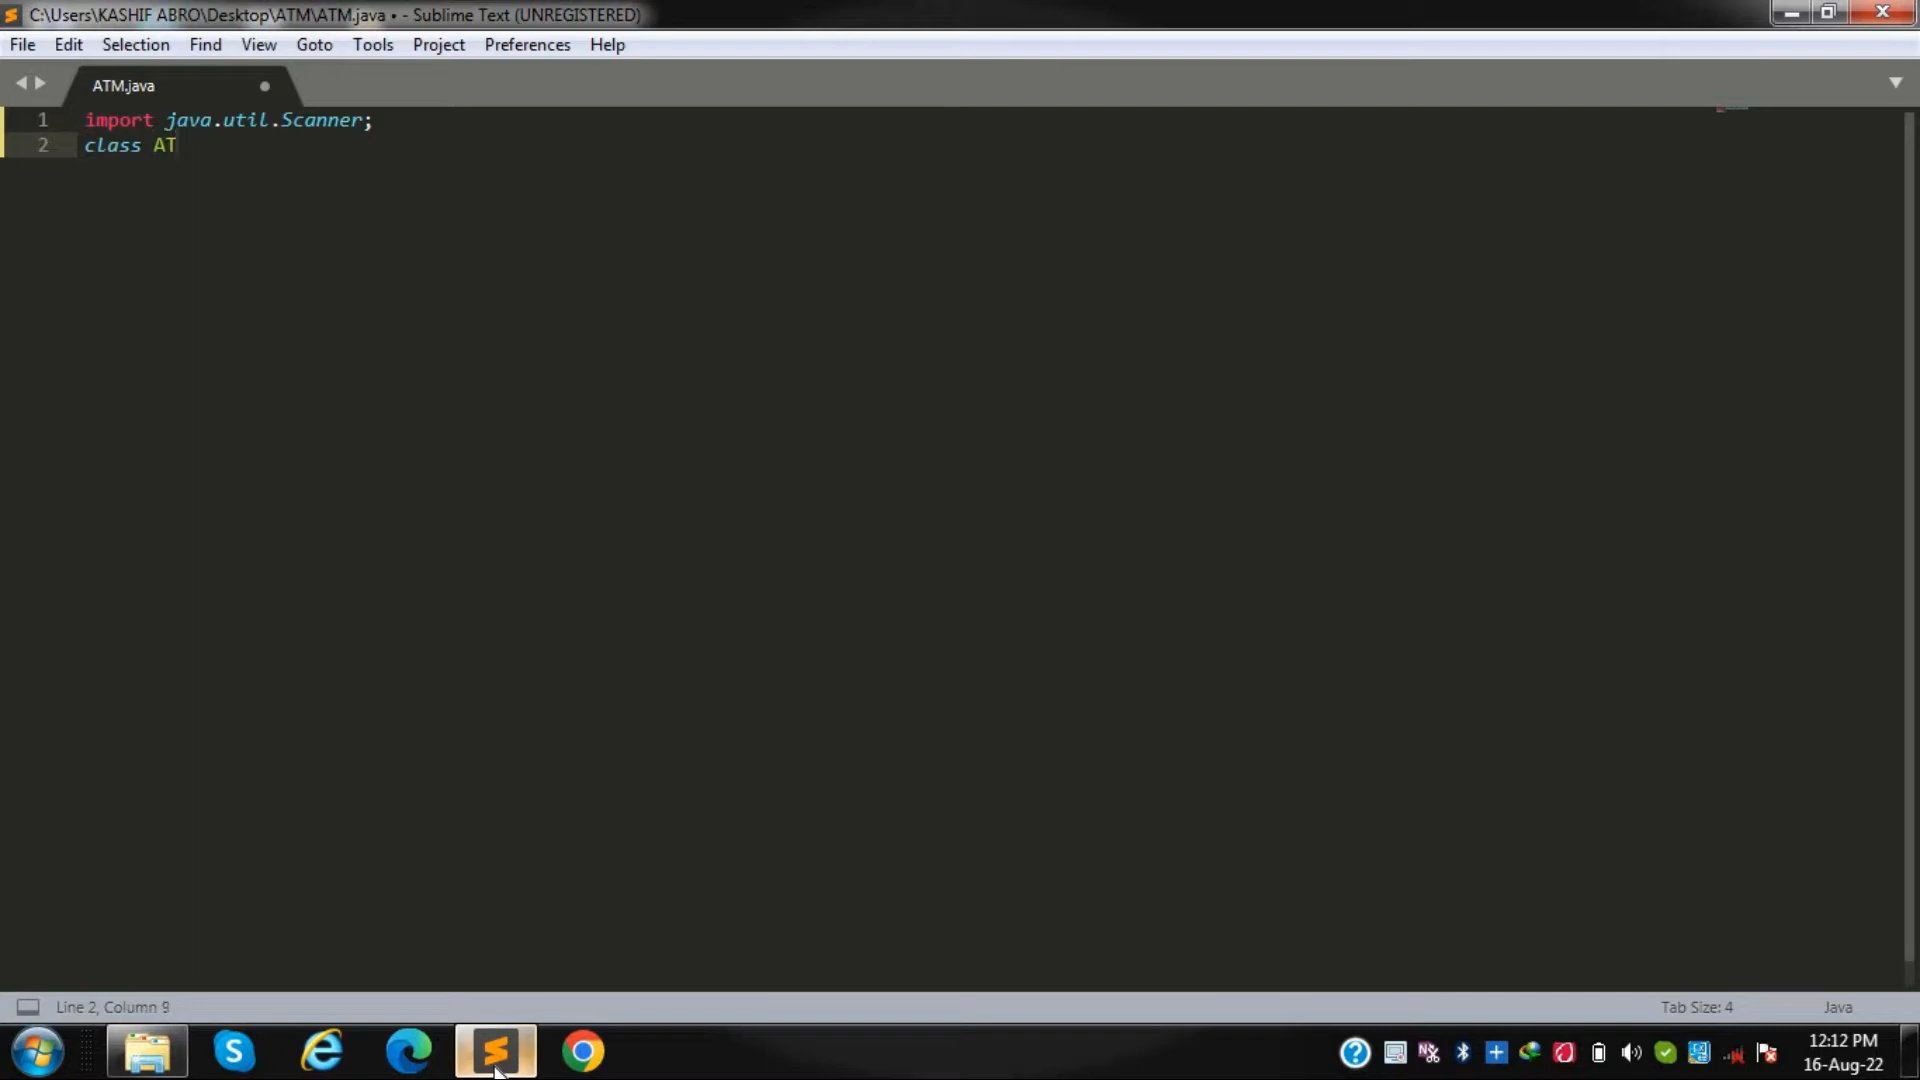 C:\Users\KASHIF ABRO\Desktop\ATM\ATM.java • - Sublime Text (UNREGISTERED)
File Edit Selection Find View Goto Tools Project Preferences Help
ATM.java
1 import java.util.Scanner;
2 class AT
Line 2, Column 9 Tab Size: 4 Java
12:12 PM
16-Aug-22